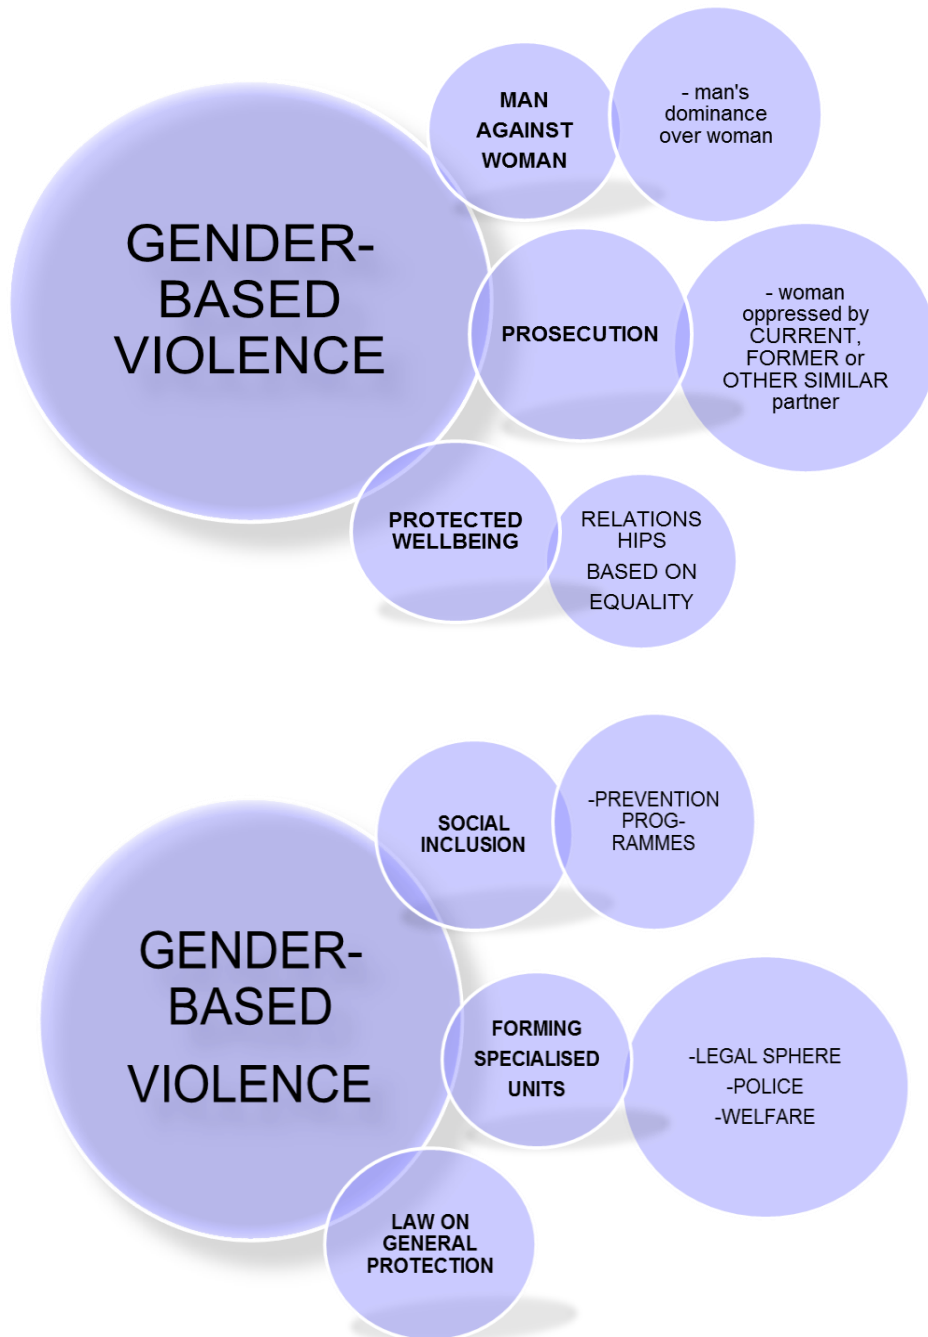 GENDER-
BASED
VIOLENCE
MAN
AGAINST
WOMAN
- man's
dominance
over woman
PROSECUTION
- woman
oppressed by
CURRENT,
FORMER or
OTHER SIMILAR
partner
PROTECTED
WELLBEING
RELATIONS
HIPS
BASED ON
EQUALITY
GENDER-
BASED
VIOLENCE
SOCIAL
INCLUSION
-PREVENTION
PROG-
RAMMES
FORMING
SPECIALISED
UNITS
-LEGAL SPHERE
-POLICE
-WELFARE
LAW ON
GENERAL
PROTECTION